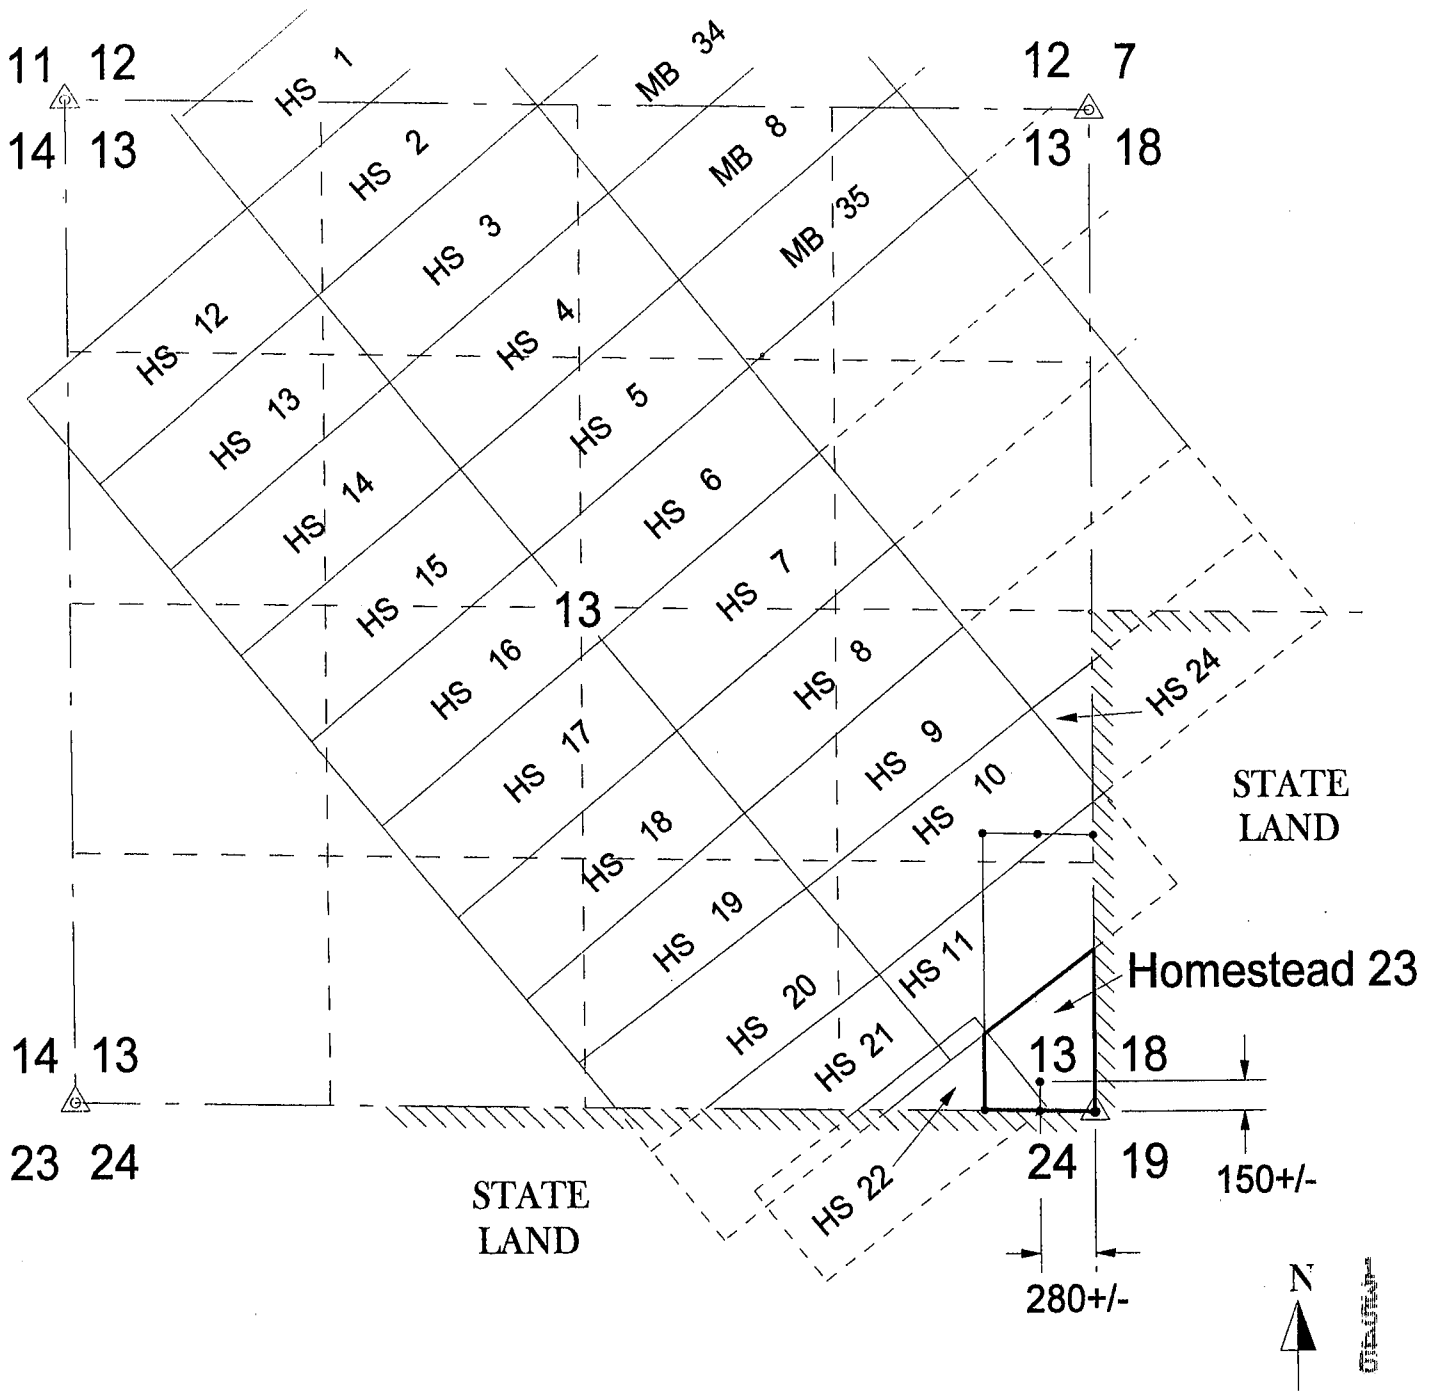 11 12
14 13
12 7
13 18
HS 1
MB 34
HS 2
MB 8
HS 3
MB 35
HS 12
HS 4
HS 13
HS 5
HS 14
HS 6
HS 15
HS 7
13
HS 16
HS 8
HS 24
HS 17
HS 9
HS 10
STATE
LAND
HS 18
HS 19
HS 11
Homestead 23
HS 20
HS 21
14 13
23 24
13 18
24 19
150+/-
HS 22
STATE
LAND
280+/-
N